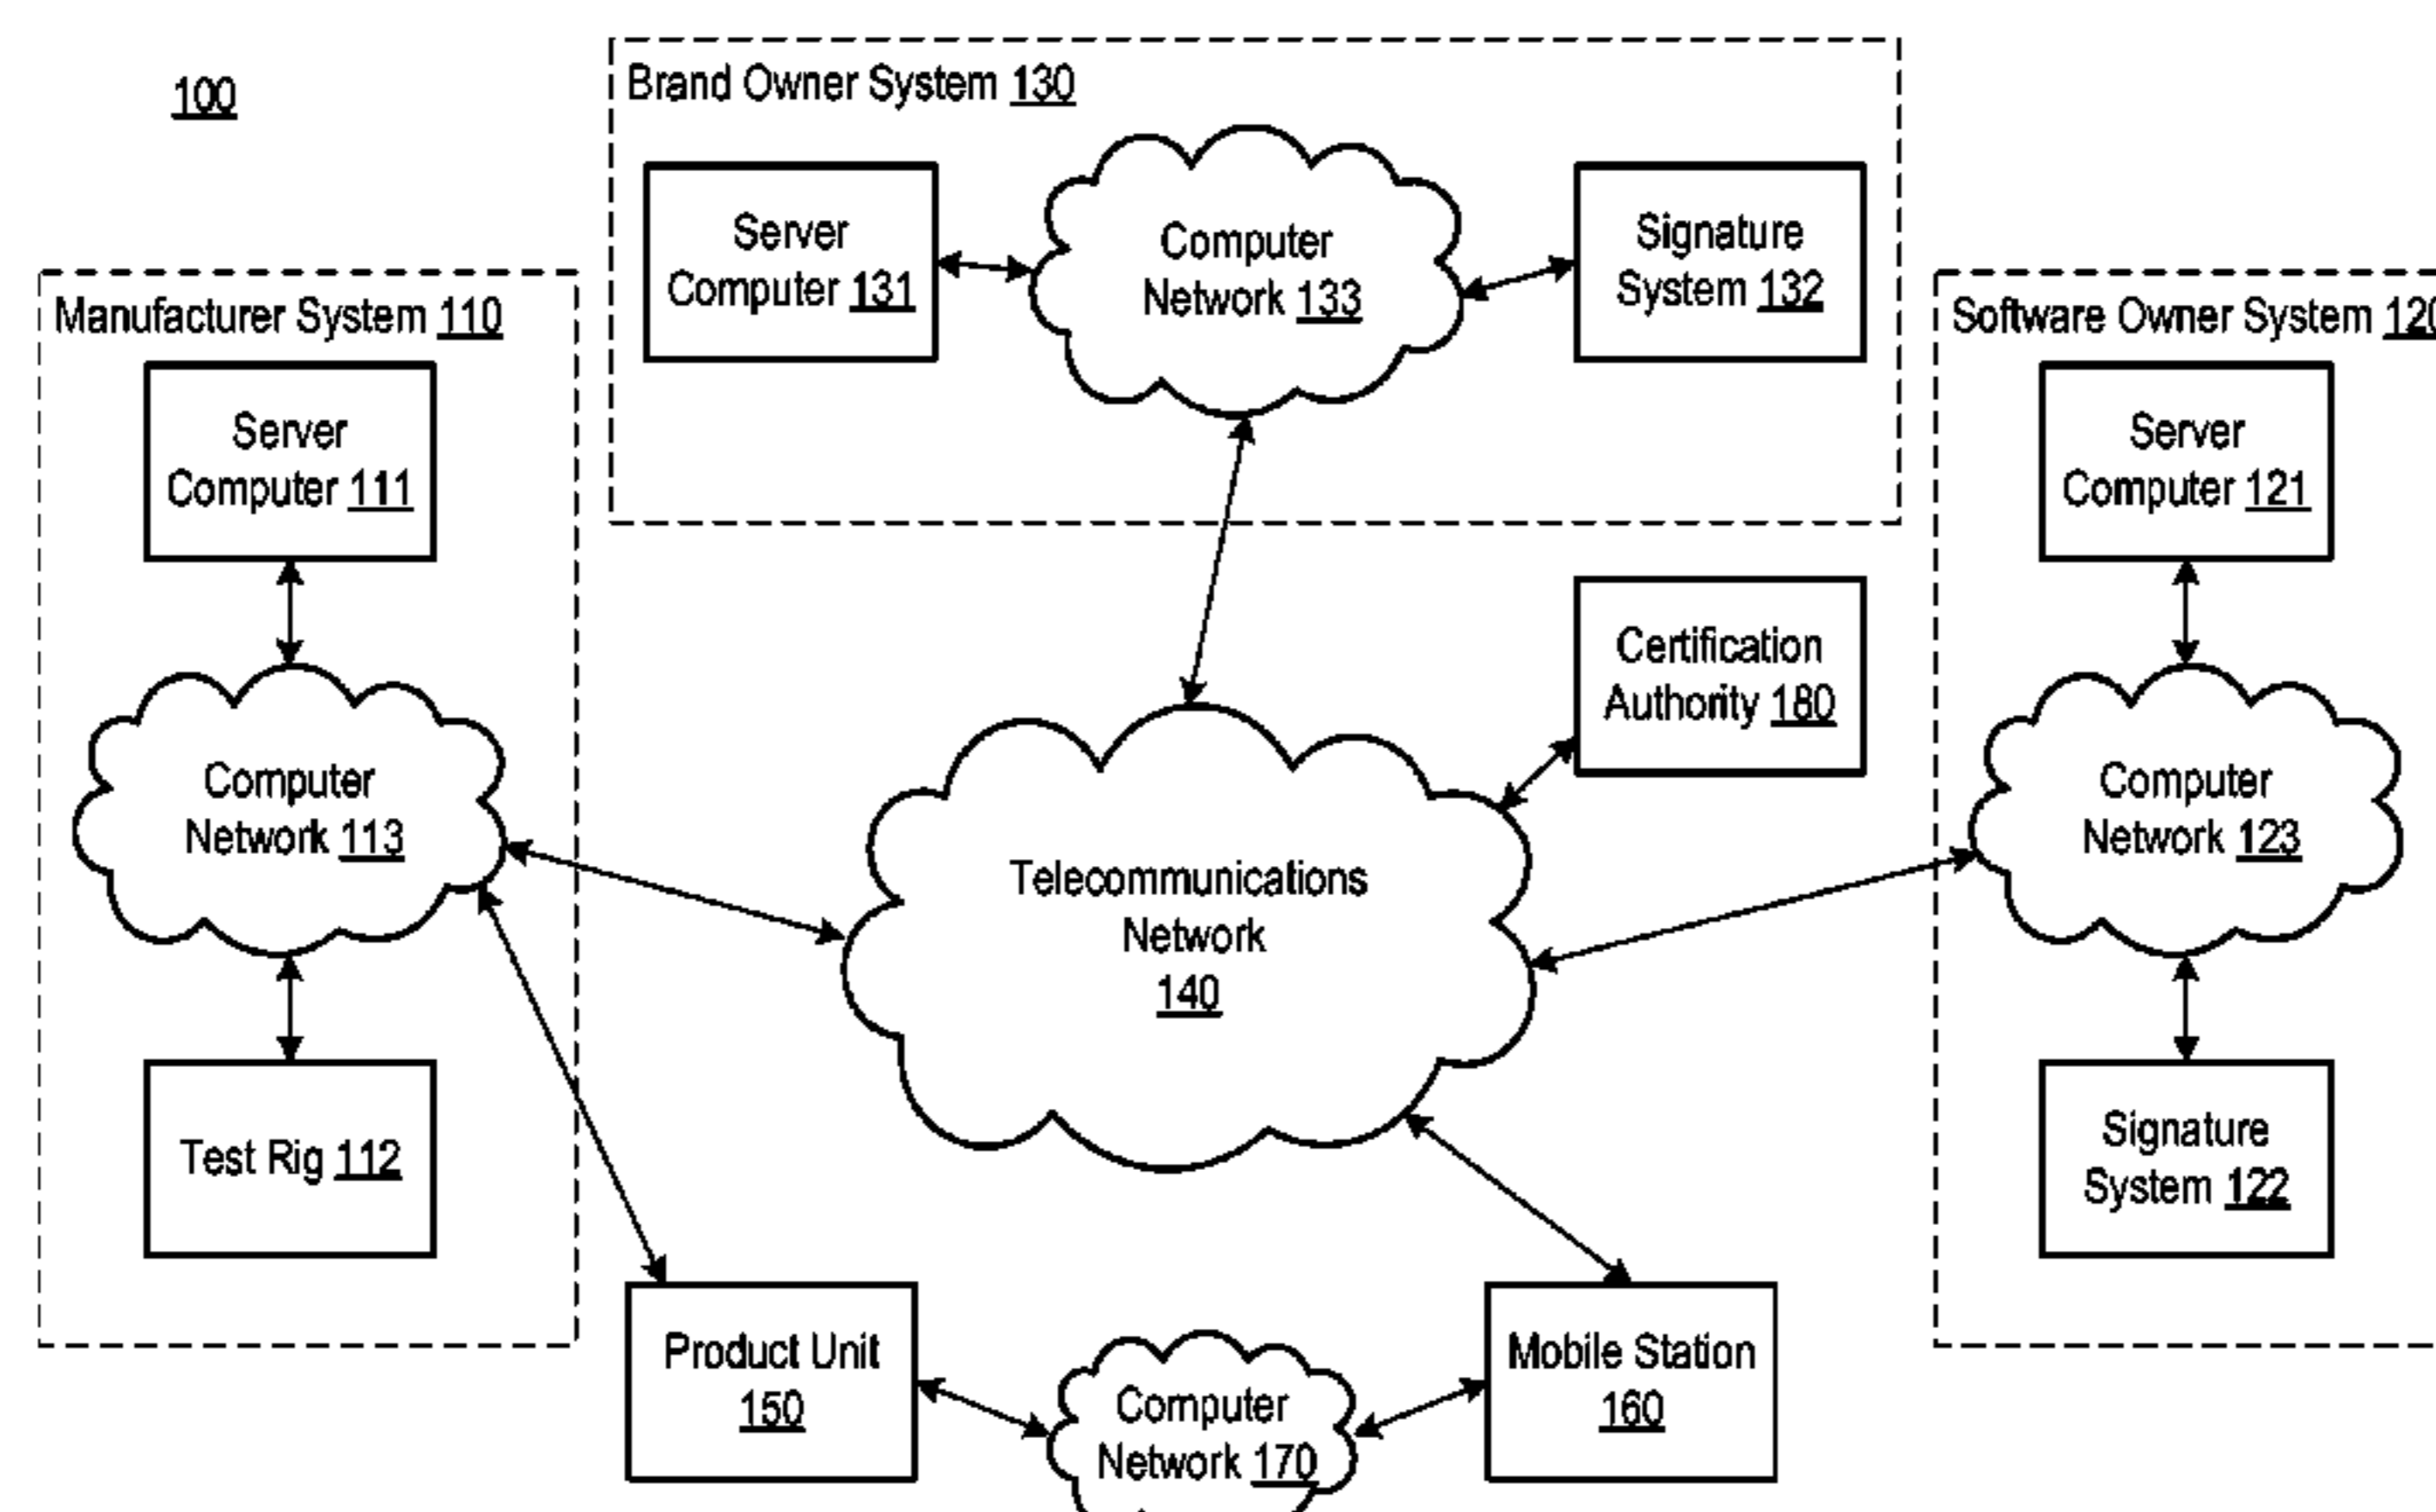 100
Brand Owner System 130
Server
Computer 131
Computer
Network 133
Signature
System 132
Manufacturer System 110
Server
Computer 111
Computer
Network 113
Test Rig 112
Software Owner System 120
Server
Computer 121
Computer
Network 123
Signature
System 122
Certification
Authority 180
Telecommunications
Network
140
Product Unit
150
Computer
Network 170
Mobile Station
160